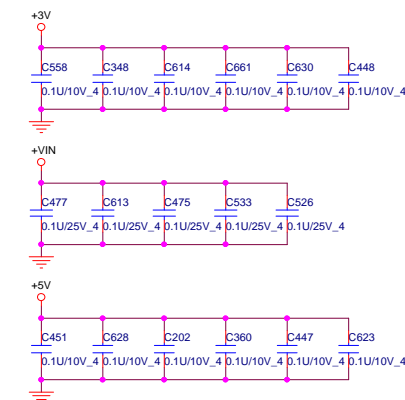 +3V
C558 C348 C614 C661 C630 C448
0.1U/10V_4 0.1U/10V_4 0.1U/10V_4 0.1U/10V_4 0.1U/10V_4 0.1U/10V_4
+VIN
C477 C613 C475 C533 C526
0.1U/25V_4 0.1U/25V_4 0.1U/25V_4 0.1U/25V_4 0.1U/25V_4
+5V
C451 C628 C202 C360 C447 C623
0.1U/10V_4 0.1U/10V_4 0.1U/10V_4 0.1U/10V_4 0.1U/10V_4 0.1U/10V_4